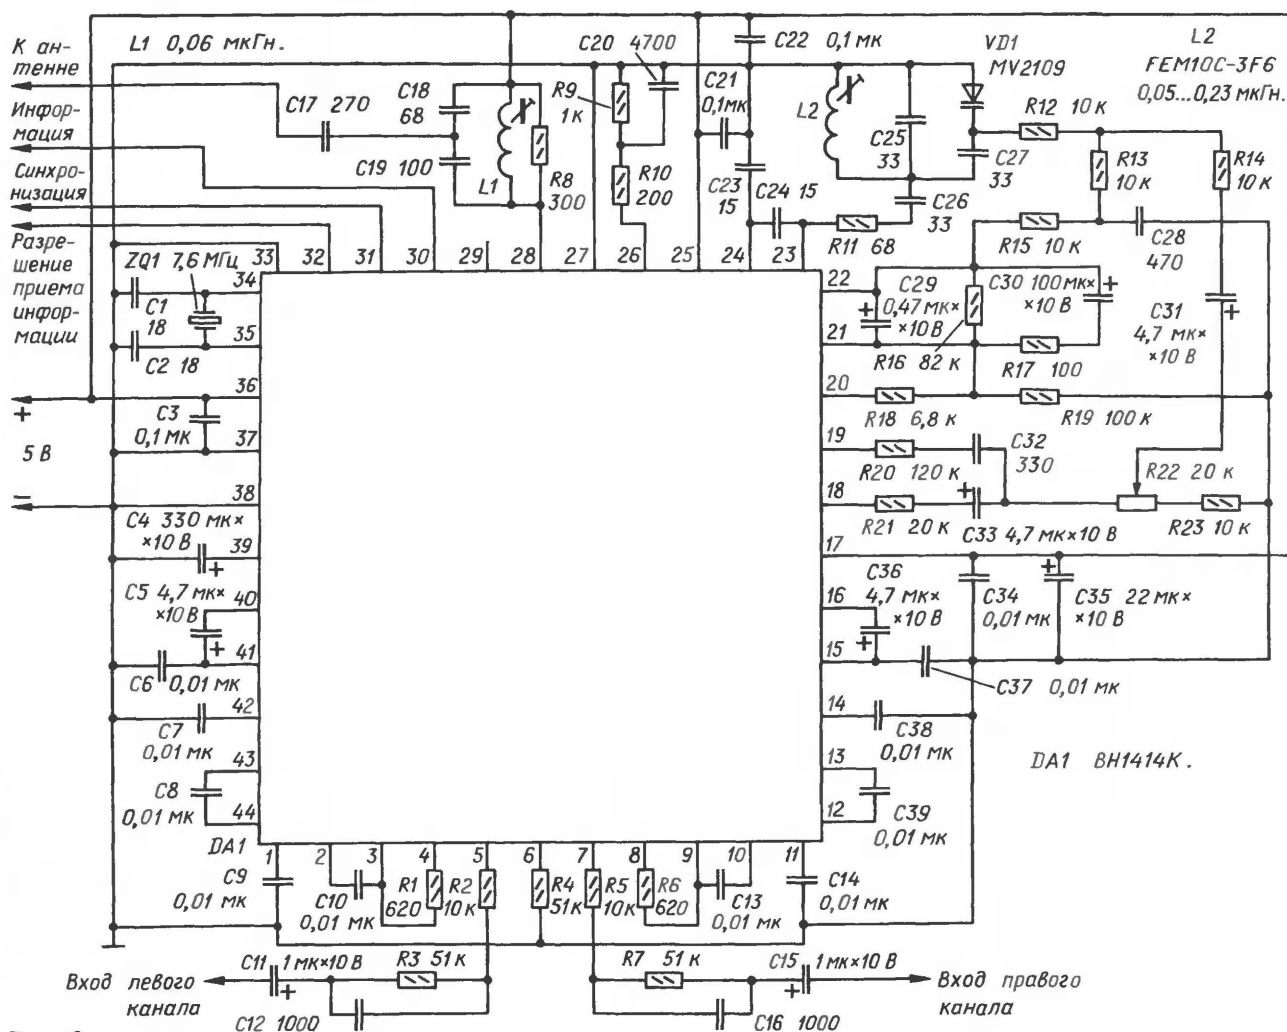 К ан-
тенне
Инфор-
мация
Синхро-
низация
Разре-
шение
приема
инфор-
мации
L1 0,06 мкГн.
C17 270
C18
68
C19 100
L1
R8
300
R9
1к
C20 4700
R10
200
C21
0,1мк
C22 0,1мк
C23
15
C24 15
L2
C25
33
VD1
MV2109
C27
33
C26
33
R11 68
R12 10 к
L2
FEM10C-3F6
0,05...0,23 мкГн.
R13
10 к
R14
10 к
R15 10 к
C28
470
33
32
31
30
29
28
27
26
25
24
23
ZQ1 7,6 МГц
C1
18
C2 18
34
35
36
+
5 В
–
C3
0,1 мк
37
38
C4 330 мк×
×10 В
39
C5 4,7 мк×
×10 В
40
41
C6 0,01 мк
42
C7
0,01 мк
43
C8
0,01 мк
44
DA1
22
C29
0,47 мк×
×10 В
C30 100мк×
×10 В
C31
4,7 мк×
×10 В
21
R16 82 к
R17 100
20
R18 6,8 к
R19 100 к
19
R20 120 к
C32
330
R22 20 к
18
R21 20 к
C33 4,7 мк×10 В
R23 10 к
17
C36
4,7 мк×
×10 В
C34
0,01 мк
C35 22 мк×
×10 В
16
15
C37 0,01 мк
14
C38
0,01 мк
13
12
C39
0,01 мк
DA1 BH1414K.
1
2
3
4
5
6
7
8
9
10
11
C9
0,01 мк
C10
0,01 мк
R1
620
R2
10к
R4
51к
R5
10к
R6
620
C13
0,01 мк
C14
0,01 мк
Вход левого
канала
C11 1 мк×10 В
R3 51 к
C12 1000
R7 51 к
C15 1мк×10 В
C16 1000
Вход правого
канала